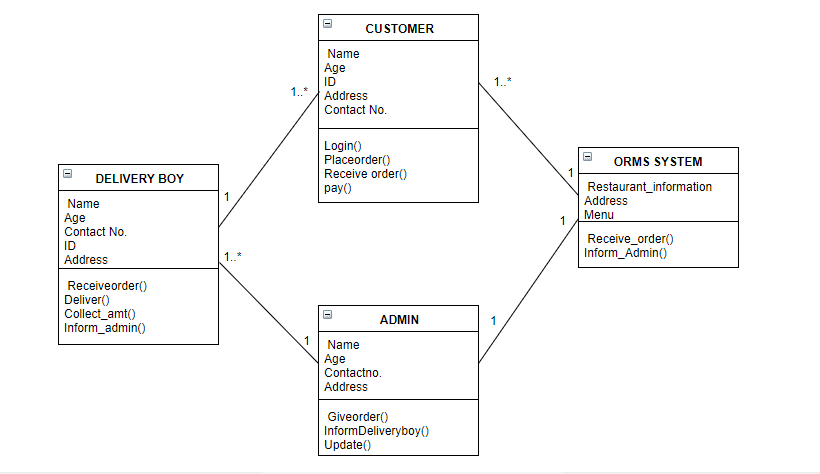 CUSTOMER
Name
Age
ID
Address
Contact No.
Login()
Placeorder()
Receive order()
pay()
1..*
1..*
ORMS SYSTEM
Restaurant_information
Address
Menu
Receive_order()
Inform_Admin()
1
1
DELIVERY BOY
Name
Age
Contact No.
ID
Address
Receiveorder()
Deliver()
Collect_amt()
Inform_admin()
1
1..*
ADMIN
Name
Age
Contactno.
Address
Giveorder()
InformDeliveryboy()
Update()
1
1